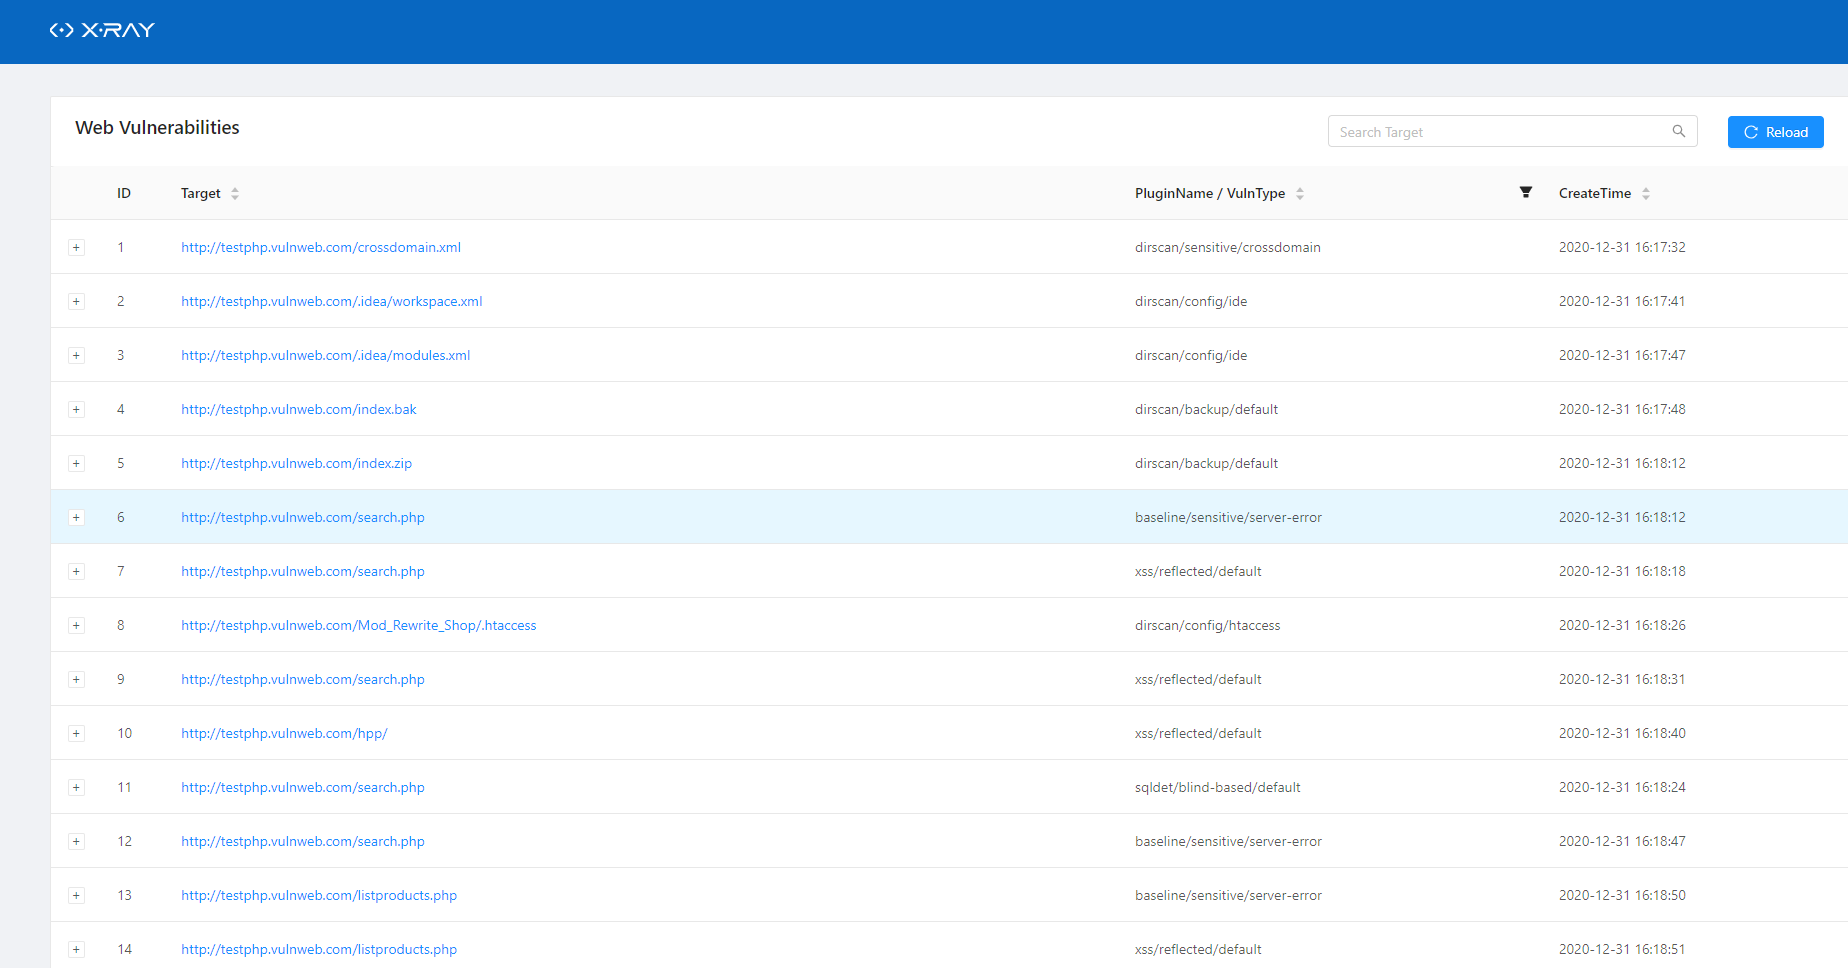 X-RAY
Web Vulnerabilities
Search Target
Reload
ID Target PluginName / VulnType CreateTime
1 http://testphp.vulnweb.com/crossdomain.xml dirscan/sensitive/crossdomain 2020-12-31 16:17:32
2 http://testphp.vulnweb.com/.idea/workspace.xml dirscan/config/ide 2020-12-31 16:17:41
3 http://testphp.vulnweb.com/.idea/modules.xml dirscan/config/ide 2020-12-31 16:17:47
4 http://testphp.vulnweb.com/index.bak dirscan/backup/default 2020-12-31 16:17:48
5 http://testphp.vulnweb.com/index.zip dirscan/backup/default 2020-12-31 16:18:12
6 http://testphp.vulnweb.com/search.php baseline/sensitive/server-error 2020-12-31 16:18:12
7 http://testphp.vulnweb.com/search.php xss/reflected/default 2020-12-31 16:18:18
8 http://testphp.vulnweb.com/Mod_Rewrite_Shop/.htaccess dirscan/config/htaccess 2020-12-31 16:18:26
9 http://testphp.vulnweb.com/search.php xss/reflected/default 2020-12-31 16:18:31
10 http://testphp.vulnweb.com/hpp/ xss/reflected/default 2020-12-31 16:18:40
11 http://testphp.vulnweb.com/search.php sqldet/blind-based/default 2020-12-31 16:18:24
12 http://testphp.vulnweb.com/search.php baseline/sensitive/server-error 2020-12-31 16:18:47
13 http://testphp.vulnweb.com/listproducts.php baseline/sensitive/server-error 2020-12-31 16:18:50
14 http://testphp.vulnweb.com/listproducts.php xss/reflected/default 2020-12-31 16:18:51